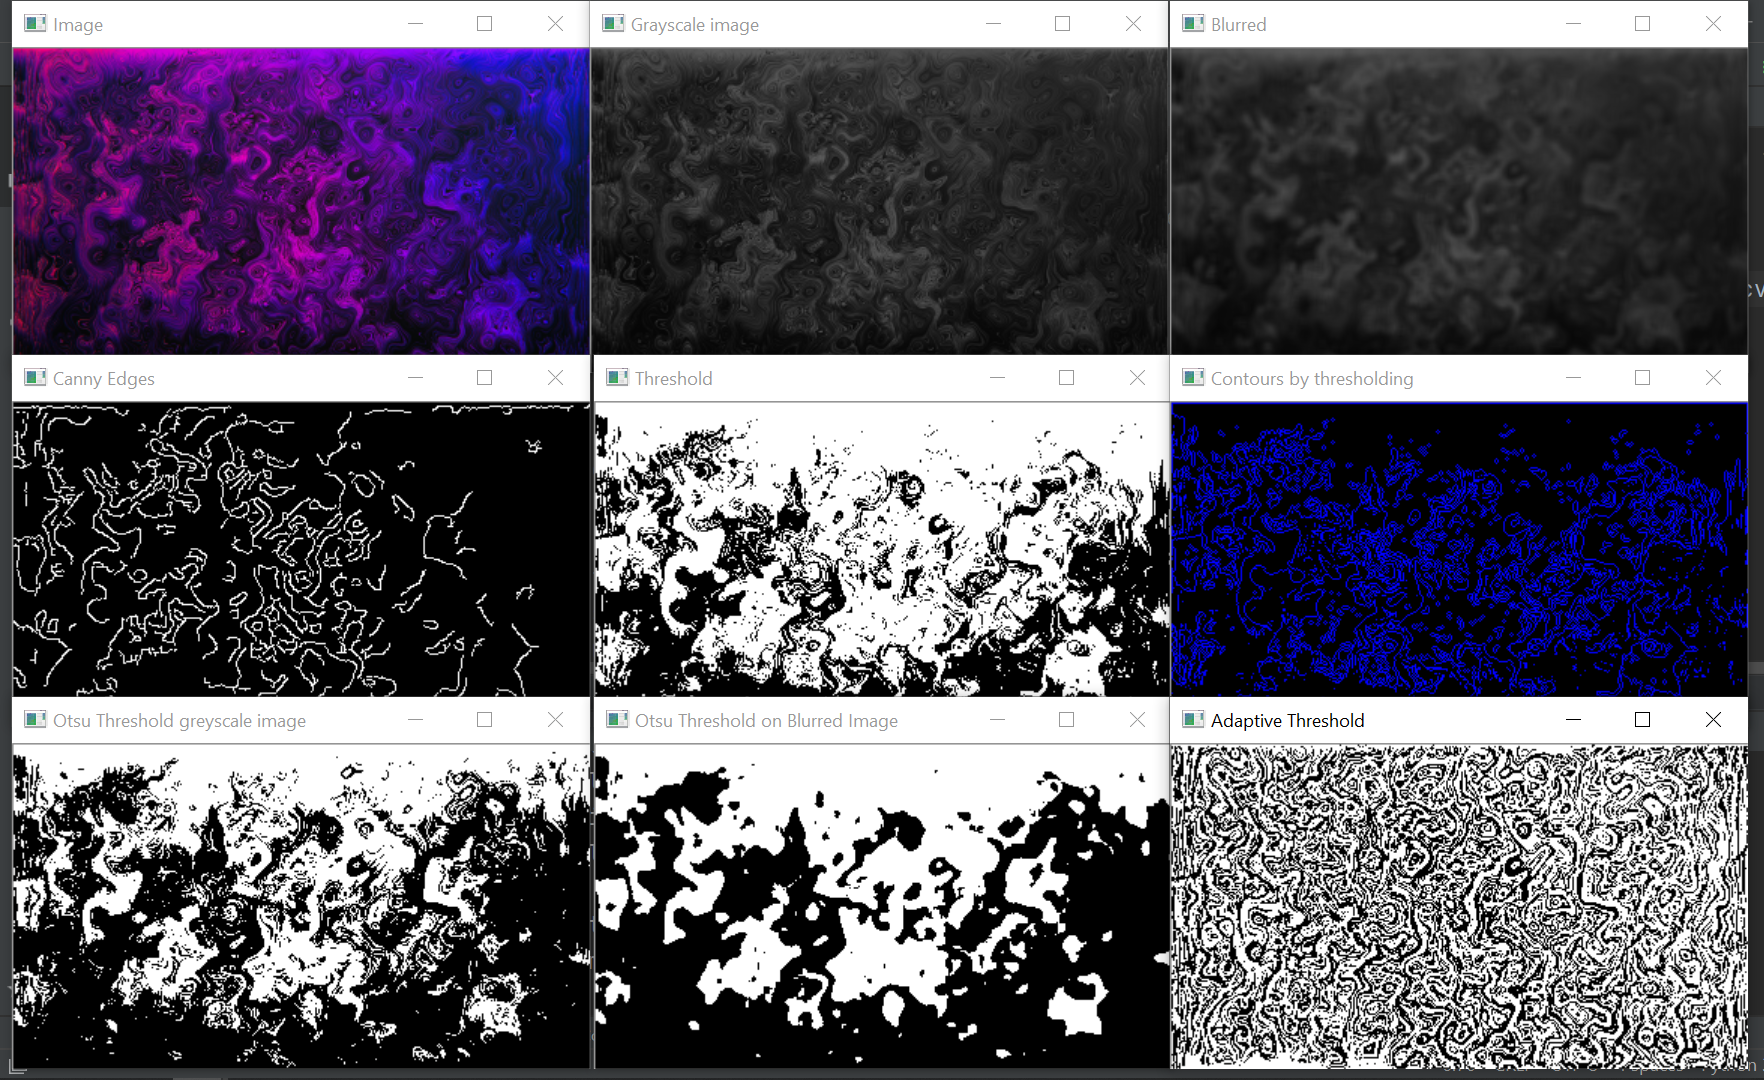 Image
Grayscale image
Blurred
Canny Edges
Threshold
Contours by thresholding
Otsu Threshold greyscale image
Otsu Threshold on Blurred Image
Adaptive Threshold